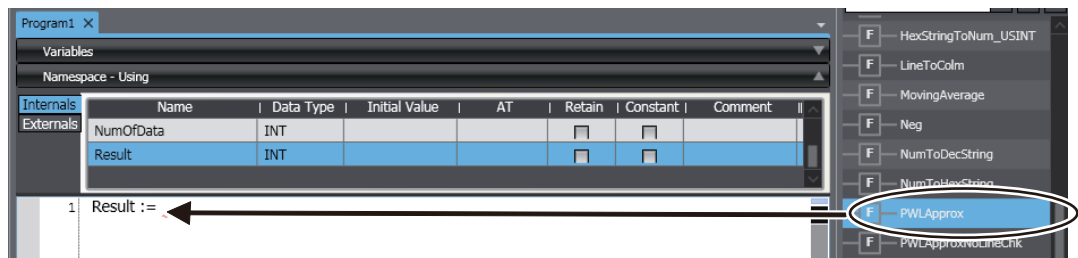 Program1
Variables
Namespace - Using
Internals
Externals
Name Data Type Initial Value AT Retain Constant Comment
NumOfData INT
Result INT
1 Result :=
F HexStringToNum_USINT
F LineToColm
F MovingAverage
F Neg
F NumToDecString
F NumToHexString
F PWLApprox
F PWLApproxNoLineChk